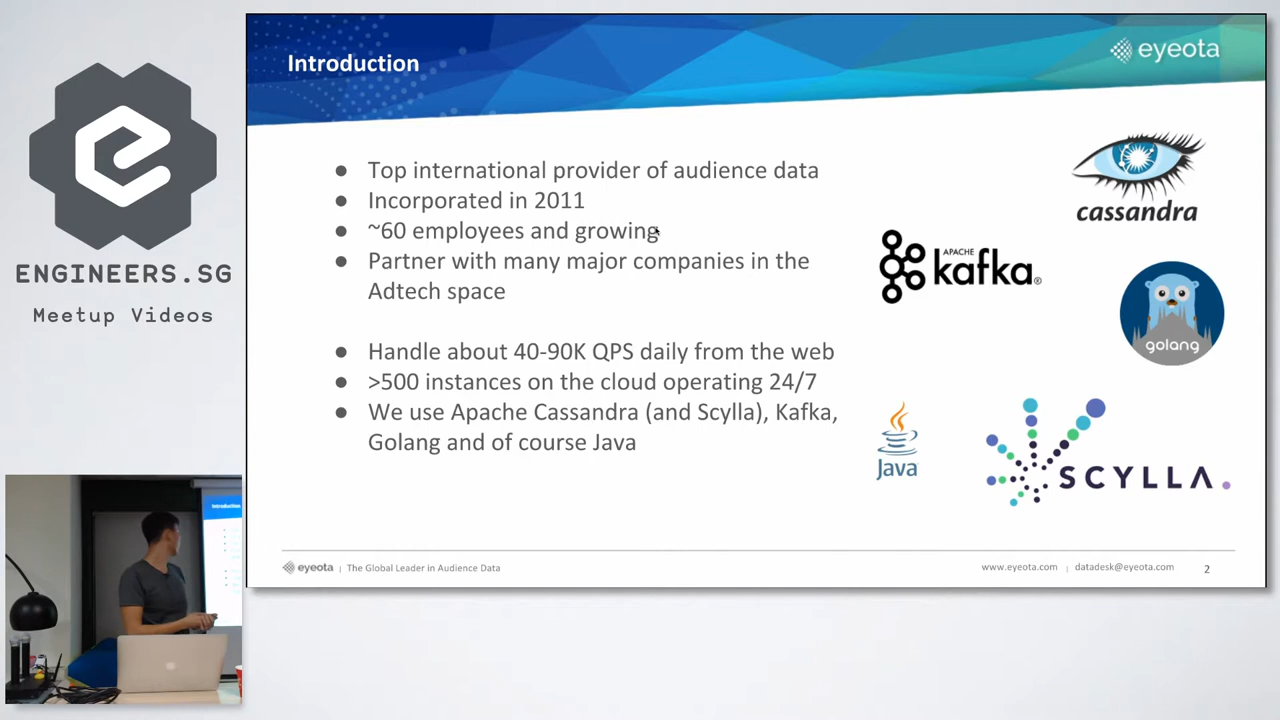 Introduction
eyeota
● Top international provider of audience data
● Incorporated in 2011
● ~60 employees and growing
● Partner with many major companies in the
Adtech space
● Handle about 40-90K QPS daily from the web
● >500 instances on the cloud operating 24/7
● We use Apache Cassandra (and Scylla), Kafka,
Golang and of course Java
cassandra
APACHE
kafka®
golang
Java
SCYLLA.
eyeota | The Global Leader in Audience Data
www.eyeota.com | datadesk@eyeota.com 2
ENGINEERS.SG
Meetup Videos
Introduction